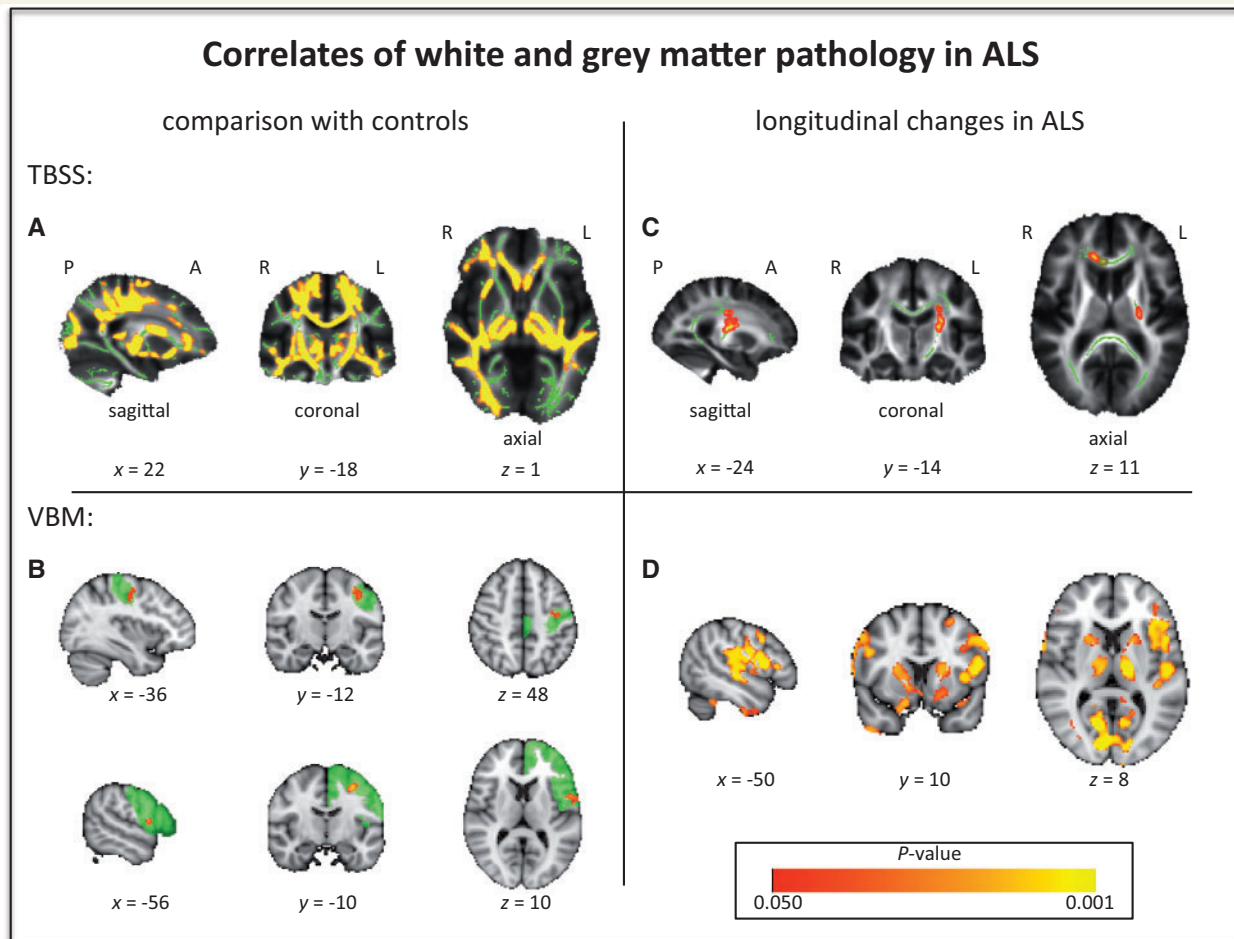 Correlates of white and grey matter pathology in ALS
comparison with controls
longitudinal changes in ALS
TBSS:
A
P A
R L
R L
sagittal
coronal
axial
x = 22
y = -18
z = 1
C
P A
R L
R L
sagittal
coronal
axial
x = -24
y = -14
z = 11
VBM:
B
x = -36
y = -12
z = 48
x = -56
y = -10
z = 10
D
x = -50
y = 10
z = 8
P-value
0.050 0.001